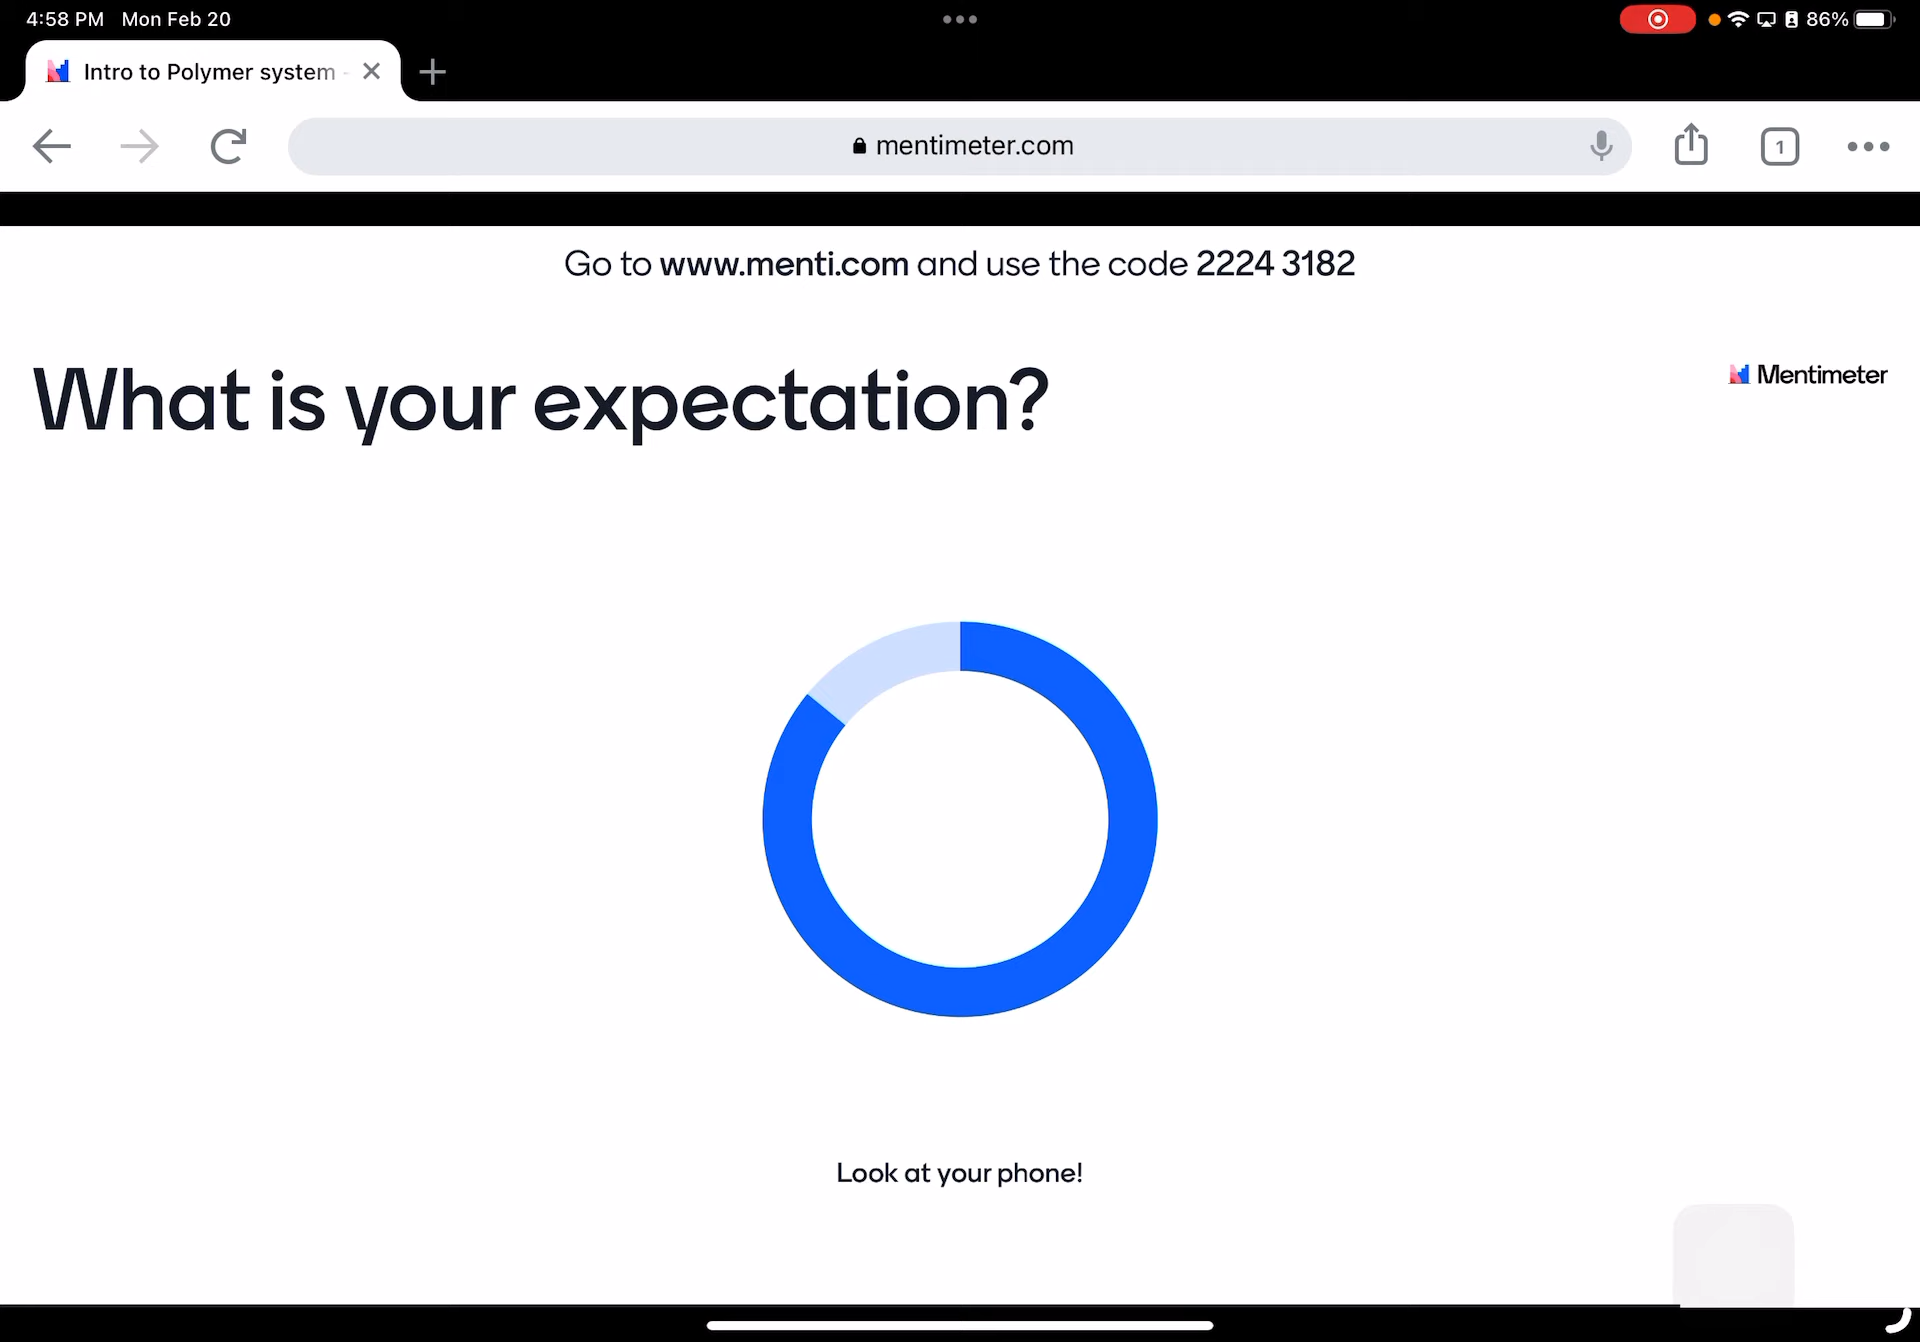 4:58 PM Mon Feb 20
86%
Intro to Polymer system -
mentimeter.com
1
Go to www.menti.com and use the code 2224 3182
What is your expectation?
Mentimeter
Look at your phone!